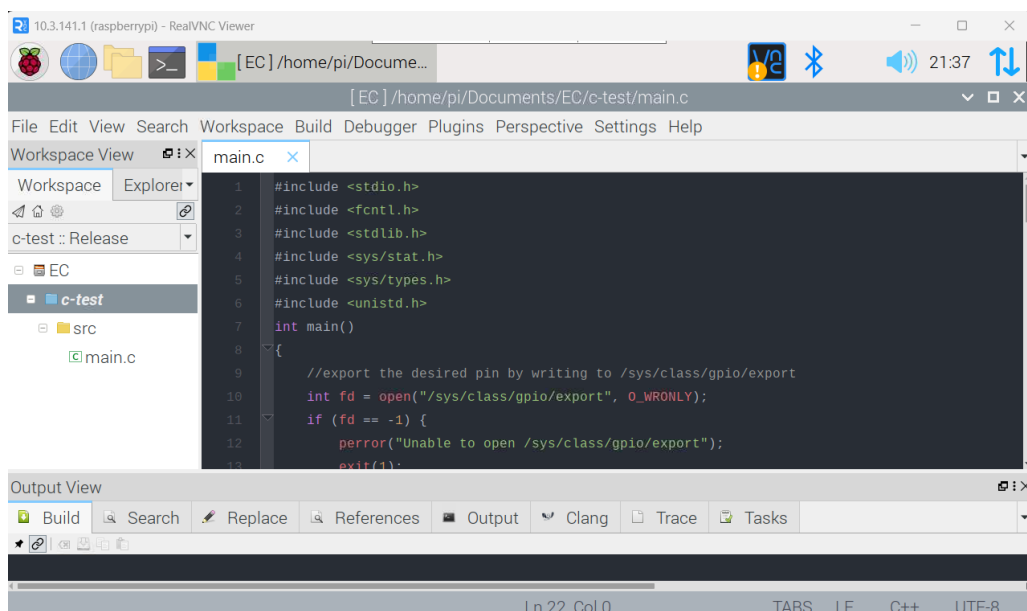 10.3.141.1 (raspberrypi) - RealVNC Viewer
>_
[ EC ] /home/pi/Docume...
21:37
[ EC ] /home/pi/Documents/EC/c-test/main.c
File Edit View Search Workspace Build Debugger Plugins Perspective Settings Help
Workspace View
main.c
Workspace Explorer
c-test :: Release
EC
c-test
src
main.c
1 #include <stdio.h>
2 #include <fcntl.h>
3 #include <stdlib.h>
4 #include <sys/stat.h>
5 #include <sys/types.h>
6 #include <unistd.h>
7 int main()
8 {
9 //export the desired pin by writing to /sys/class/gpio/export
10 int fd = open("/sys/class/gpio/export", O_WRONLY);
11 if (fd == -1) {
12 perror("Unable to open /sys/class/gpio/export");
13 exit(1);
Output View
Build Search Replace References Output Clang Trace Tasks
Ln 22, Col 0 TABS LF C++ UTF-8